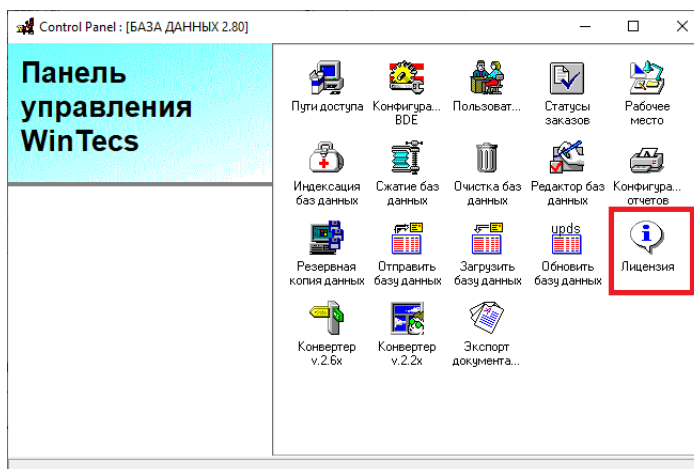 Control Panel : [БАЗА ДАННЫХ 2.80]
Панель
управления
WinTecs
Пути доступа
Конфигура...
BDE
Пользоват...
Статусы
заказов
Рабочее
место
Индексация
баз данных
Сжатие баз
данных
Очистка баз
данных
Редактор баз
данных
Конфигура...
отчетов
Резервная
копия данных
Отправить
базу данных
Загрузить
базу данных
upds
Обновить
базу данных
Лицензия
Конвертер
v.2.6x
Конвертер
v.2.2x
Экспорт
документа...